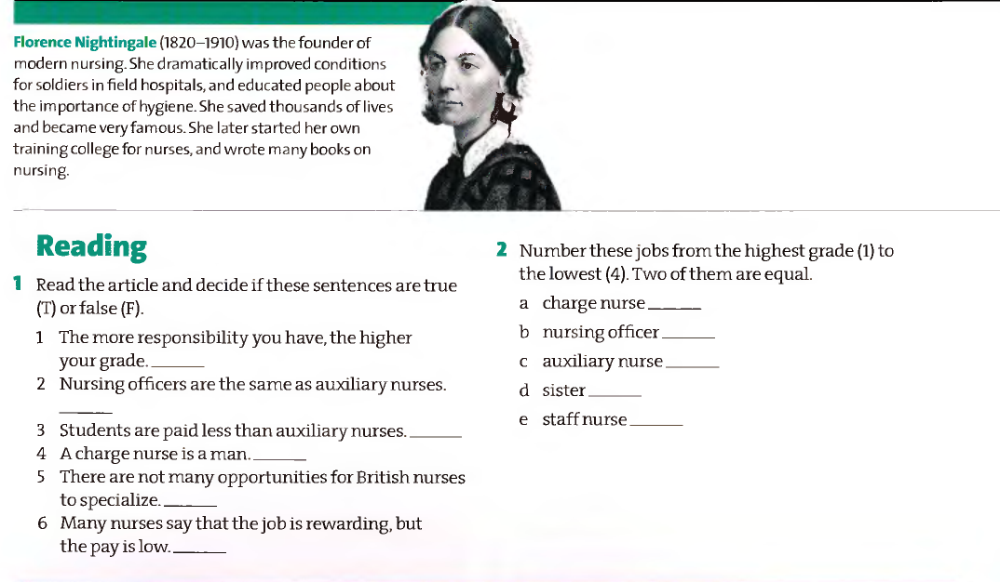 Florence Nightingale (1820–1910) was the founder of
modern nursing. She dramatically improved conditions
for soldiers in field hospitals, and educated people about
the importance of hygiene. She saved thousands of lives
and became very famous. She later started her own
training college for nurses, and wrote many books on
nursing.
Reading
1 Read the article and decide if these sentences are true
(T) or false (F).
1 The more responsibility you have, the higher
your grade. ______
2 Nursing officers are the same as auxiliary nurses.
______
3 Students are paid less than auxiliary nurses. ______
4 A charge nurse is a man. ______
5 There are not many opportunities for British nurses
to specialize. ______
6 Many nurses say that the job is rewarding, but
the pay is low. ______
2 Number these jobs from the highest grade (1) to
the lowest (4). Two of them are equal.
a charge nurse ______
b nursing officer ______
c auxiliary nurse ______
d sister ______
e staff nurse ______